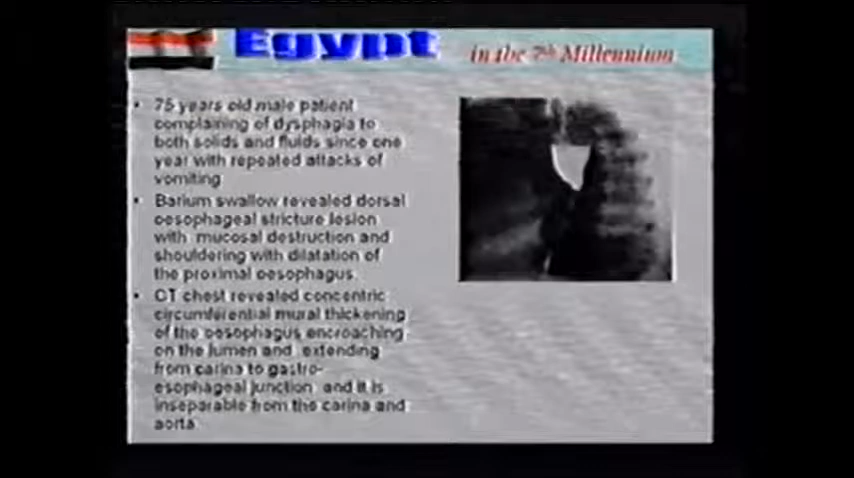 Egypt
in the 7th Millennium
• 75 years old male patient
complaining of dysphagia to
both solids and fluids since one
year with repeated attacks of
vomiting
• Barium swallow revealed dorsal
oesophageal stricture lesion
with mucosal destruction and
shouldering with dilatation of
the proximal oesophagus.
• CT chest revealed concentric
circumferential mural thickening
of the oesophagus encroaching
on the lumen and extending
from carina to gastro-
esophageal junction and it is
inseparable from the carina and
aorta